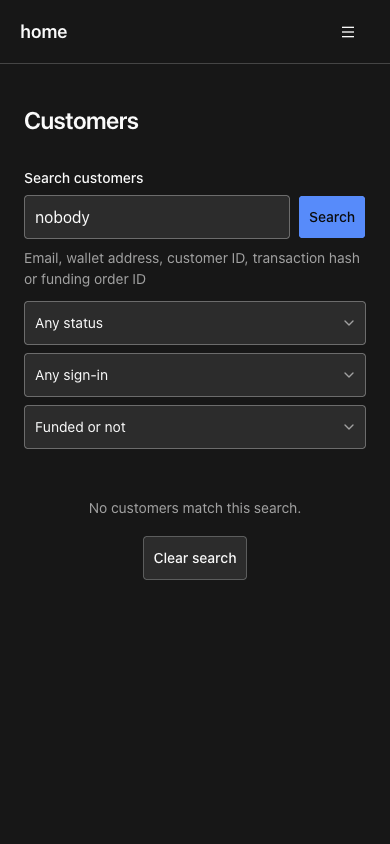 home
Customers
Search customers
nobody
Search
Email, wallet address, customer ID, transaction hash
or funding order ID
Any status
Any sign-in
Funded or not
No customers match this search.
Clear search